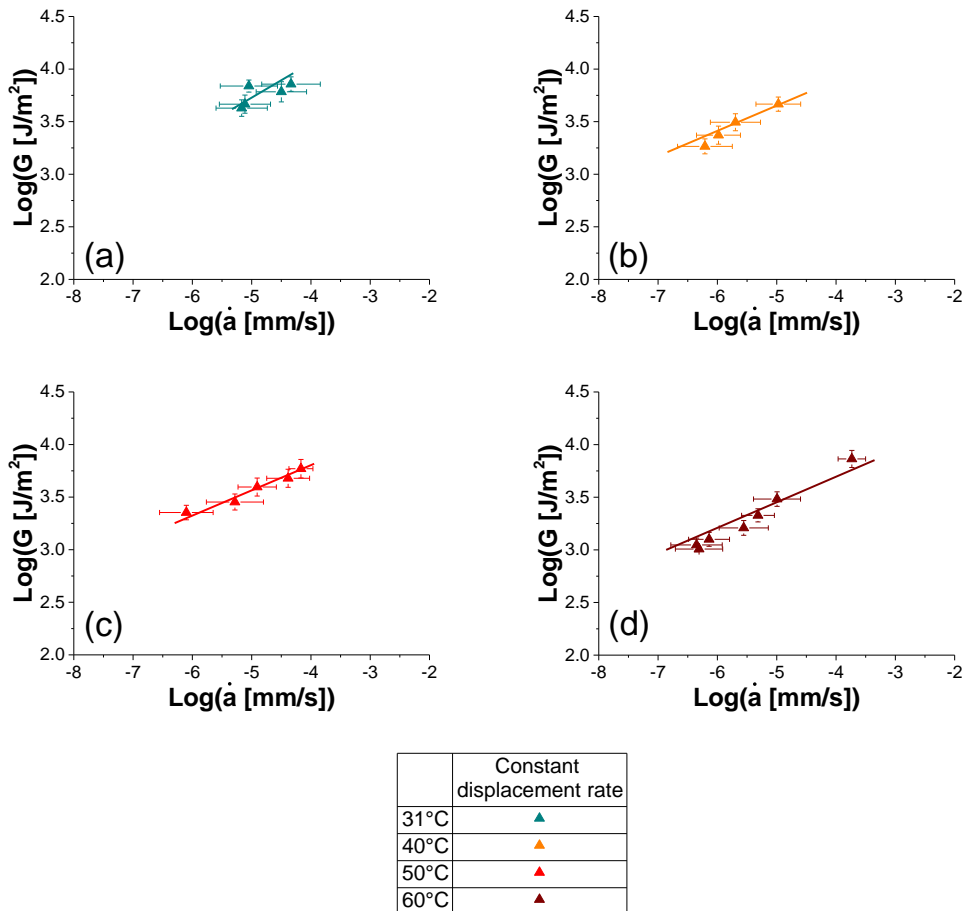 4.5
4.0
3.5
3.0
2.5
2.0
Log(G [J/m²])
(a)
-8 -7 -6 -5 -4 -3 -2
Log(ȧ [mm/s])
4.5
4.0
3.5
3.0
2.5
2.0
Log(G [J/m²])
(b)
-8 -7 -6 -5 -4 -3 -2
Log(ȧ [mm/s])
4.5
4.0
3.5
3.0
2.5
2.0
Log(G [J/m²])
(c)
-8 -7 -6 -5 -4 -3 -2
Log(ȧ [mm/s])
4.5
4.0
3.5
3.0
2.5
2.0
Log(G [J/m²])
(d)
-8 -7 -6 -5 -4 -3 -2
Log(ȧ [mm/s])
Constant
displacement rate
31°C
40°C
50°C
60°C